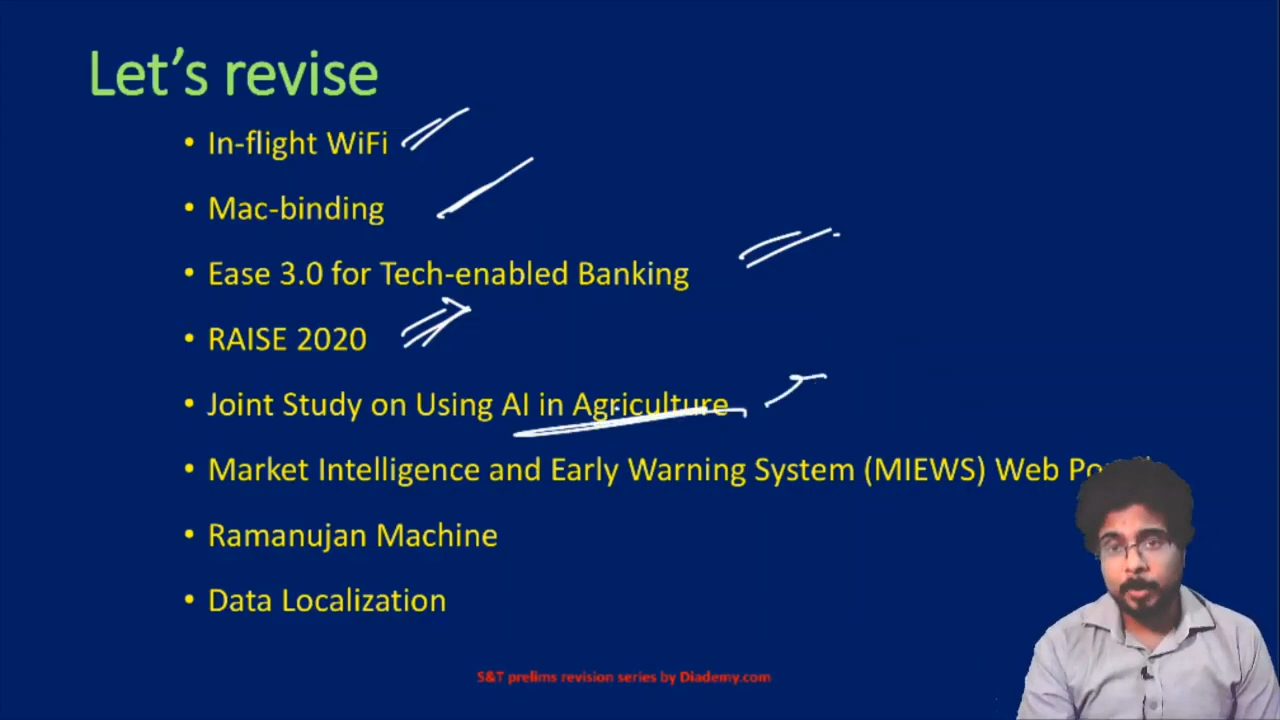 Let's revise
• In-flight WiFi
• Mac-binding
• Ease 3.0 for Tech-enabled Banking
• RAISE 2020
• Joint Study on Using AI in Agriculture
• Market Intelligence and Early Warning System (MIEWS) Web
• Ramanujan Machine
• Data Localization
S&T prelims revision series by Diademy.com